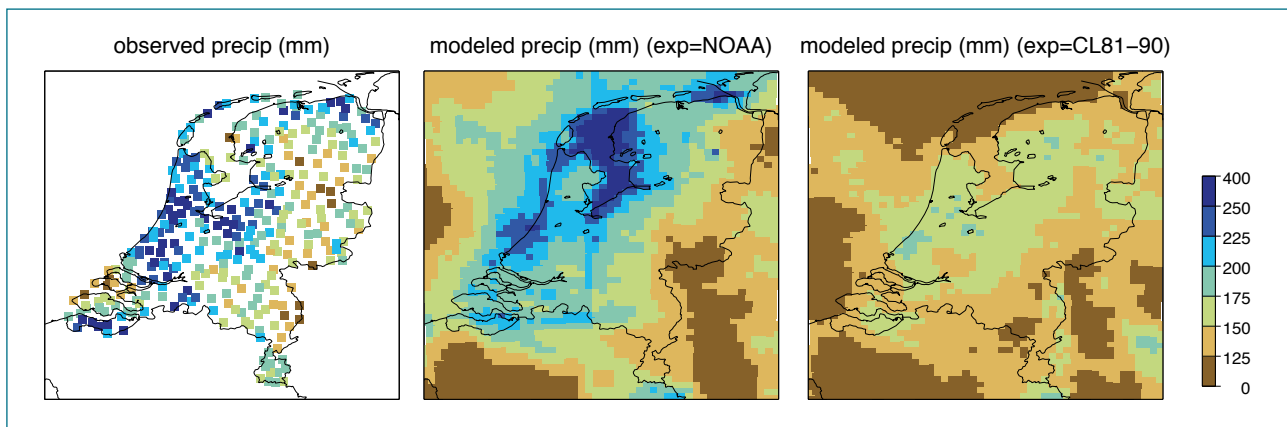 observed precip (mm)
modeled precip (mm) (exp=NOAA)
modeled precip (mm) (exp=CL81−90)
400
250
225
200
175
150
125
0